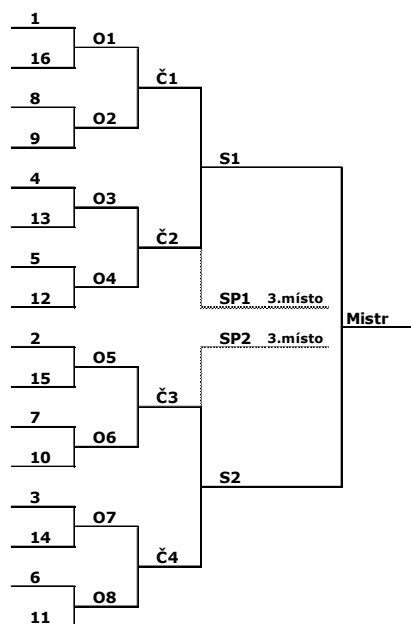 1
O1
16
Č1
8
O2
9
S1
4
O3
13
Č2
5
O4
12
SP1 3.místo
Mistr
SP2 3.místo
2
O5
15
Č3
7
O6
10
S2
3
O7
14
Č4
6
O8
11